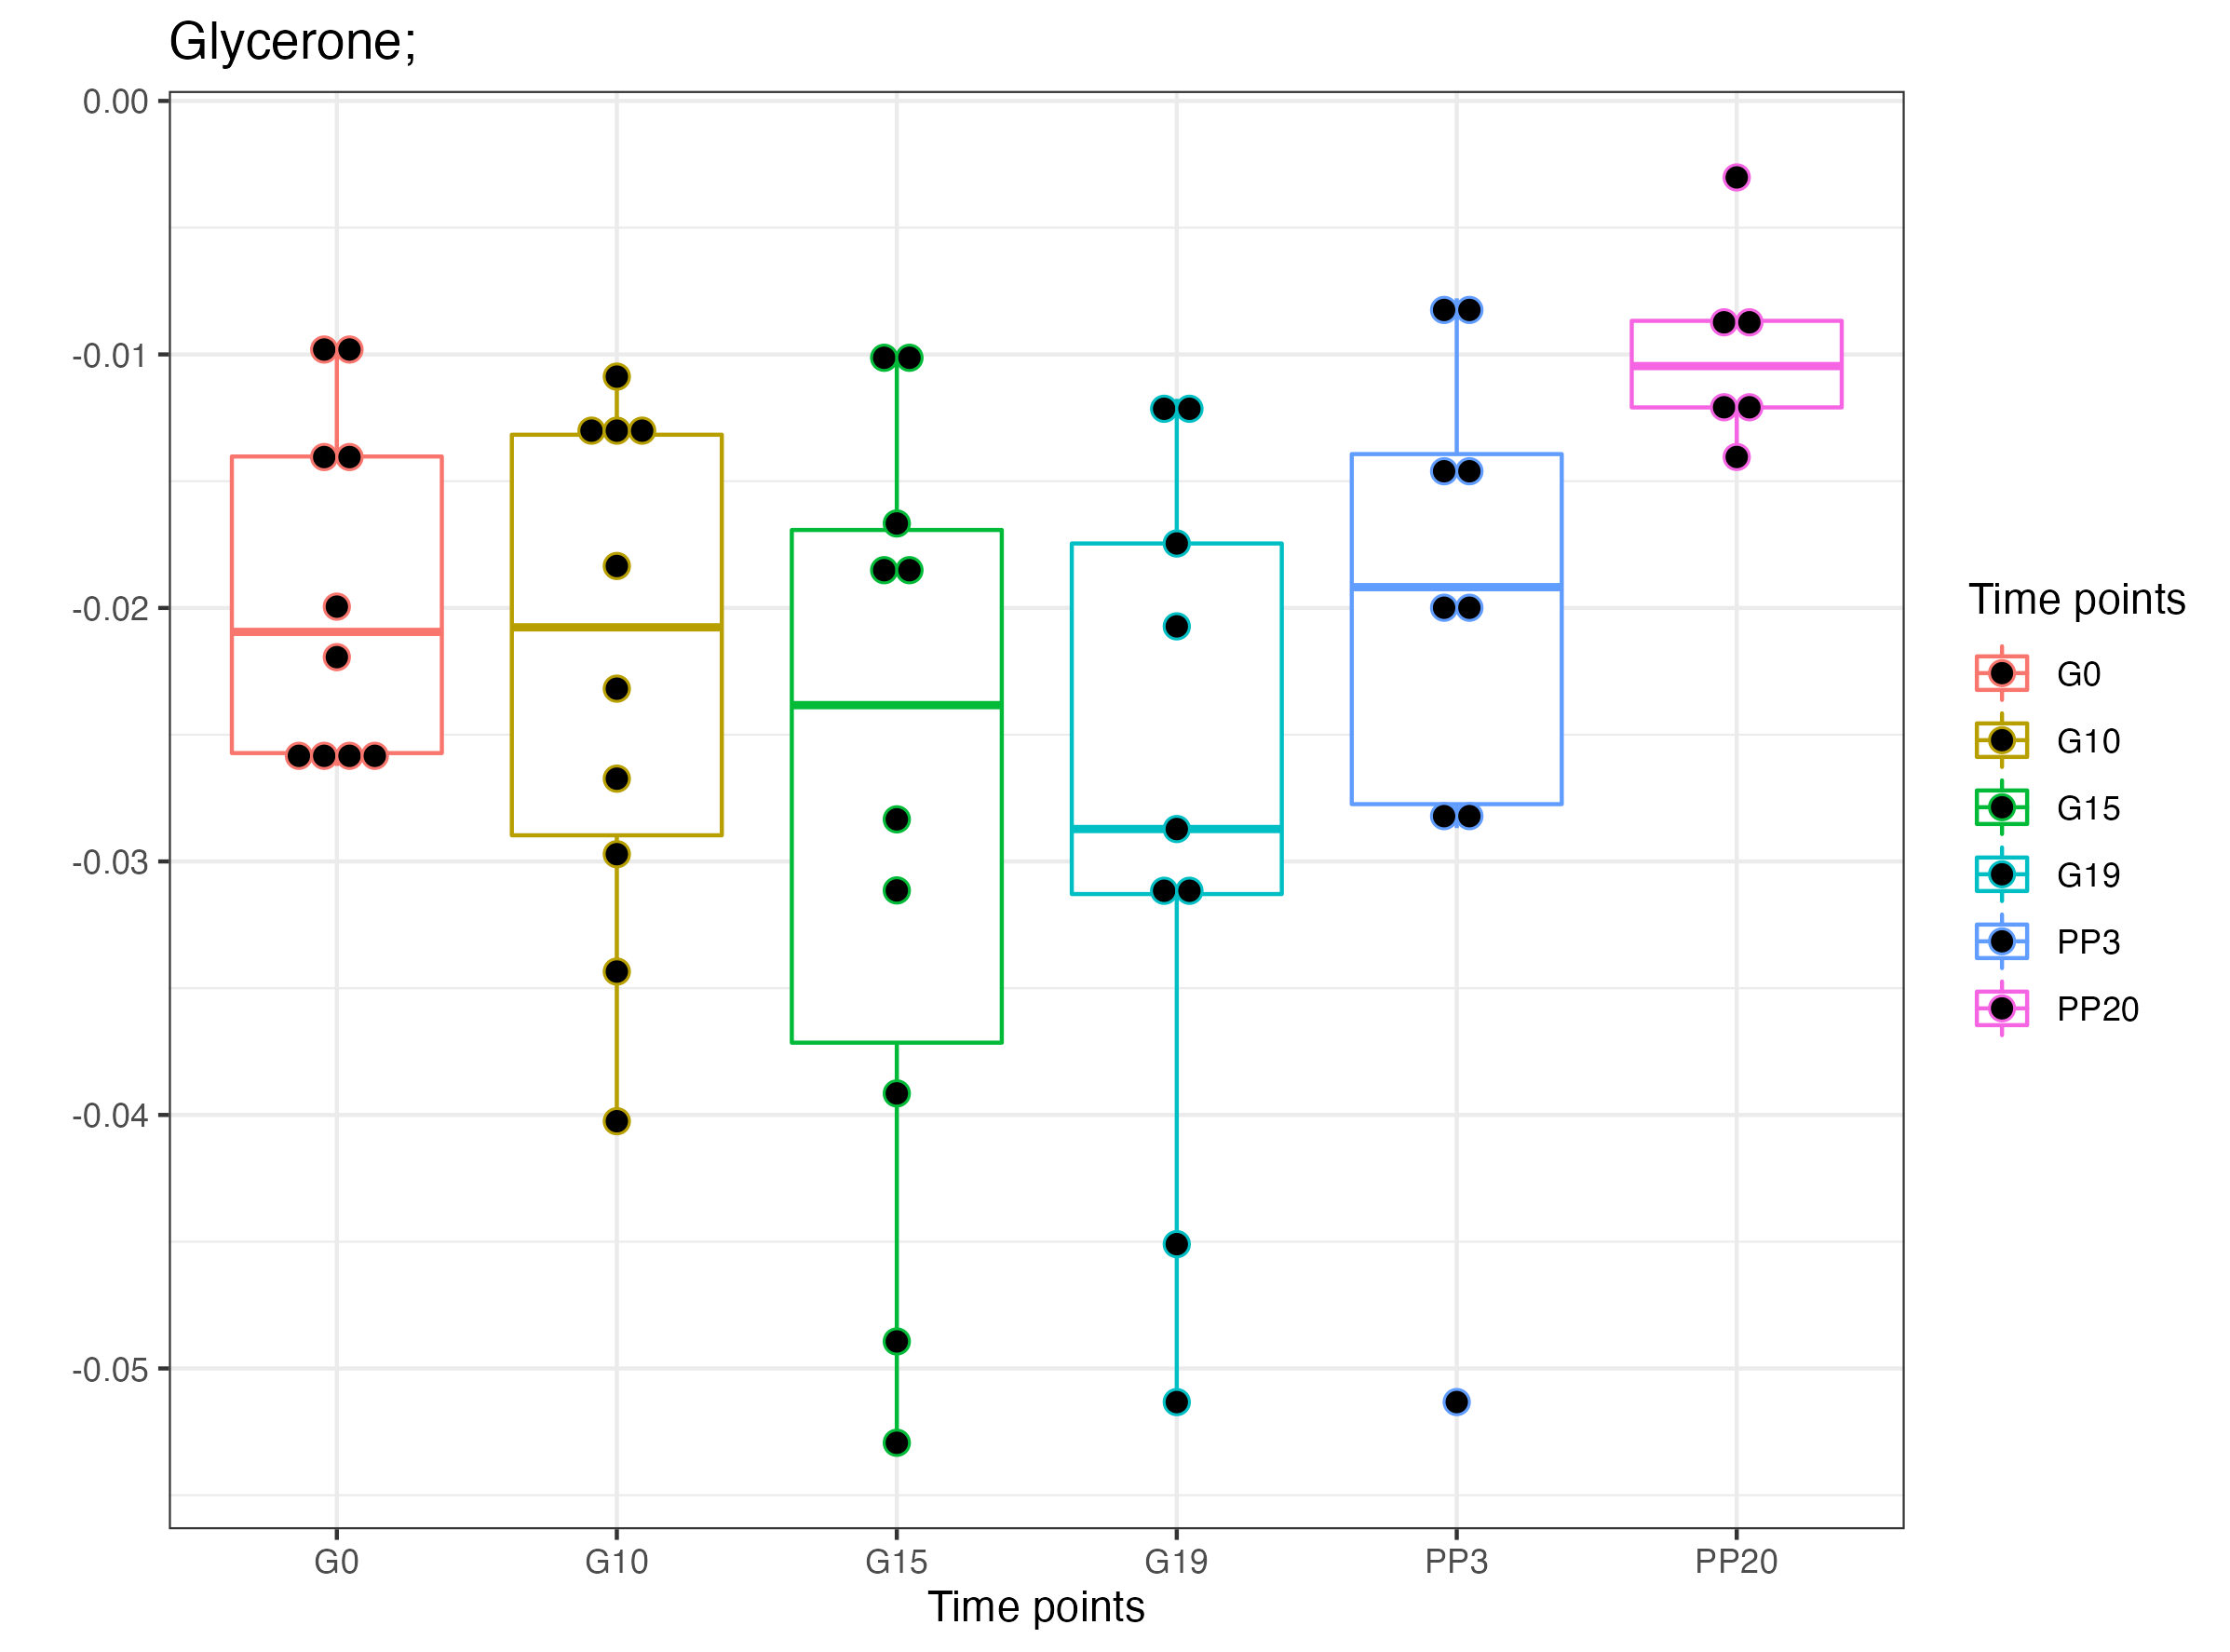 Glycerone;
0.00
-0.01
-0.02
-0.03
-0.04
-0.05
G0 G10 G15 G19 PP3 PP20
Time points
Time points
G0
G10
G15
G19
PP3
PP20